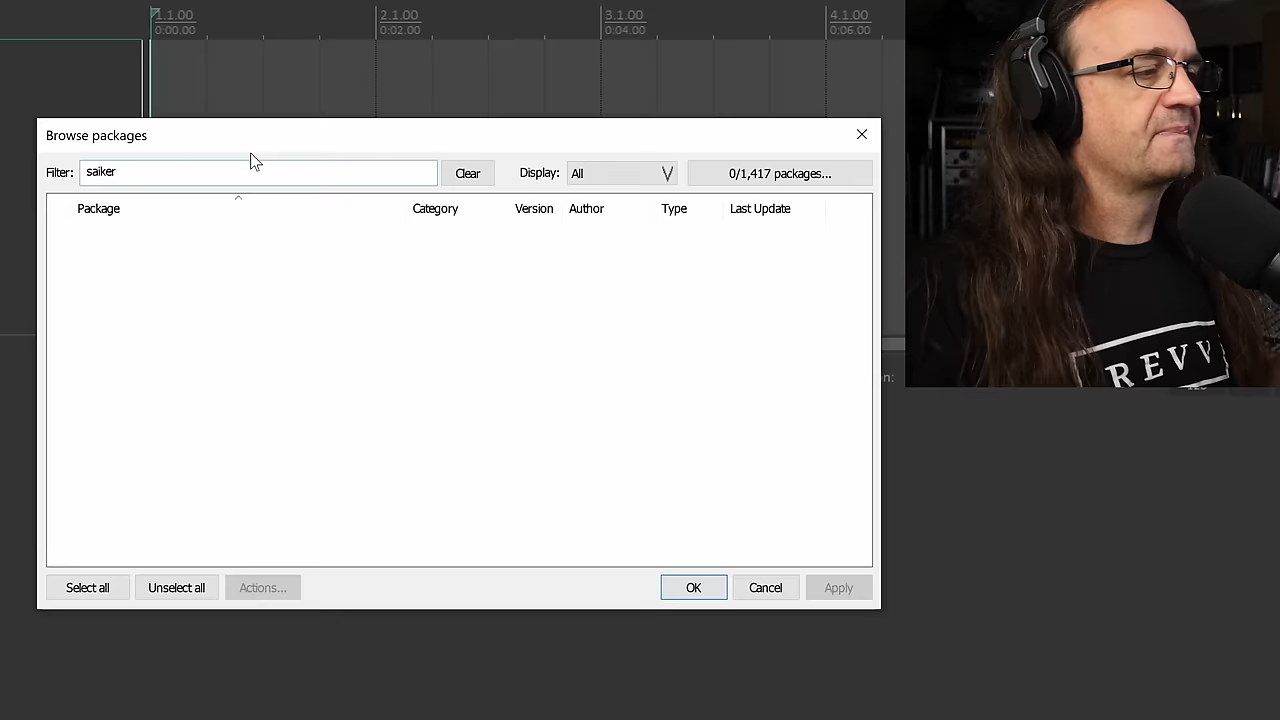 1.1.00 2.1.00 3.1.00 4.1.00
0:00.00 0:02.00 0:04.00 0:06.00
Browse packages
Filter: saiker Clear Display: All 0/1,417 packages...
Package Category Version Author Type Last Update
n:
Select all Unselect all Actions... OK Cancel Apply
REVV